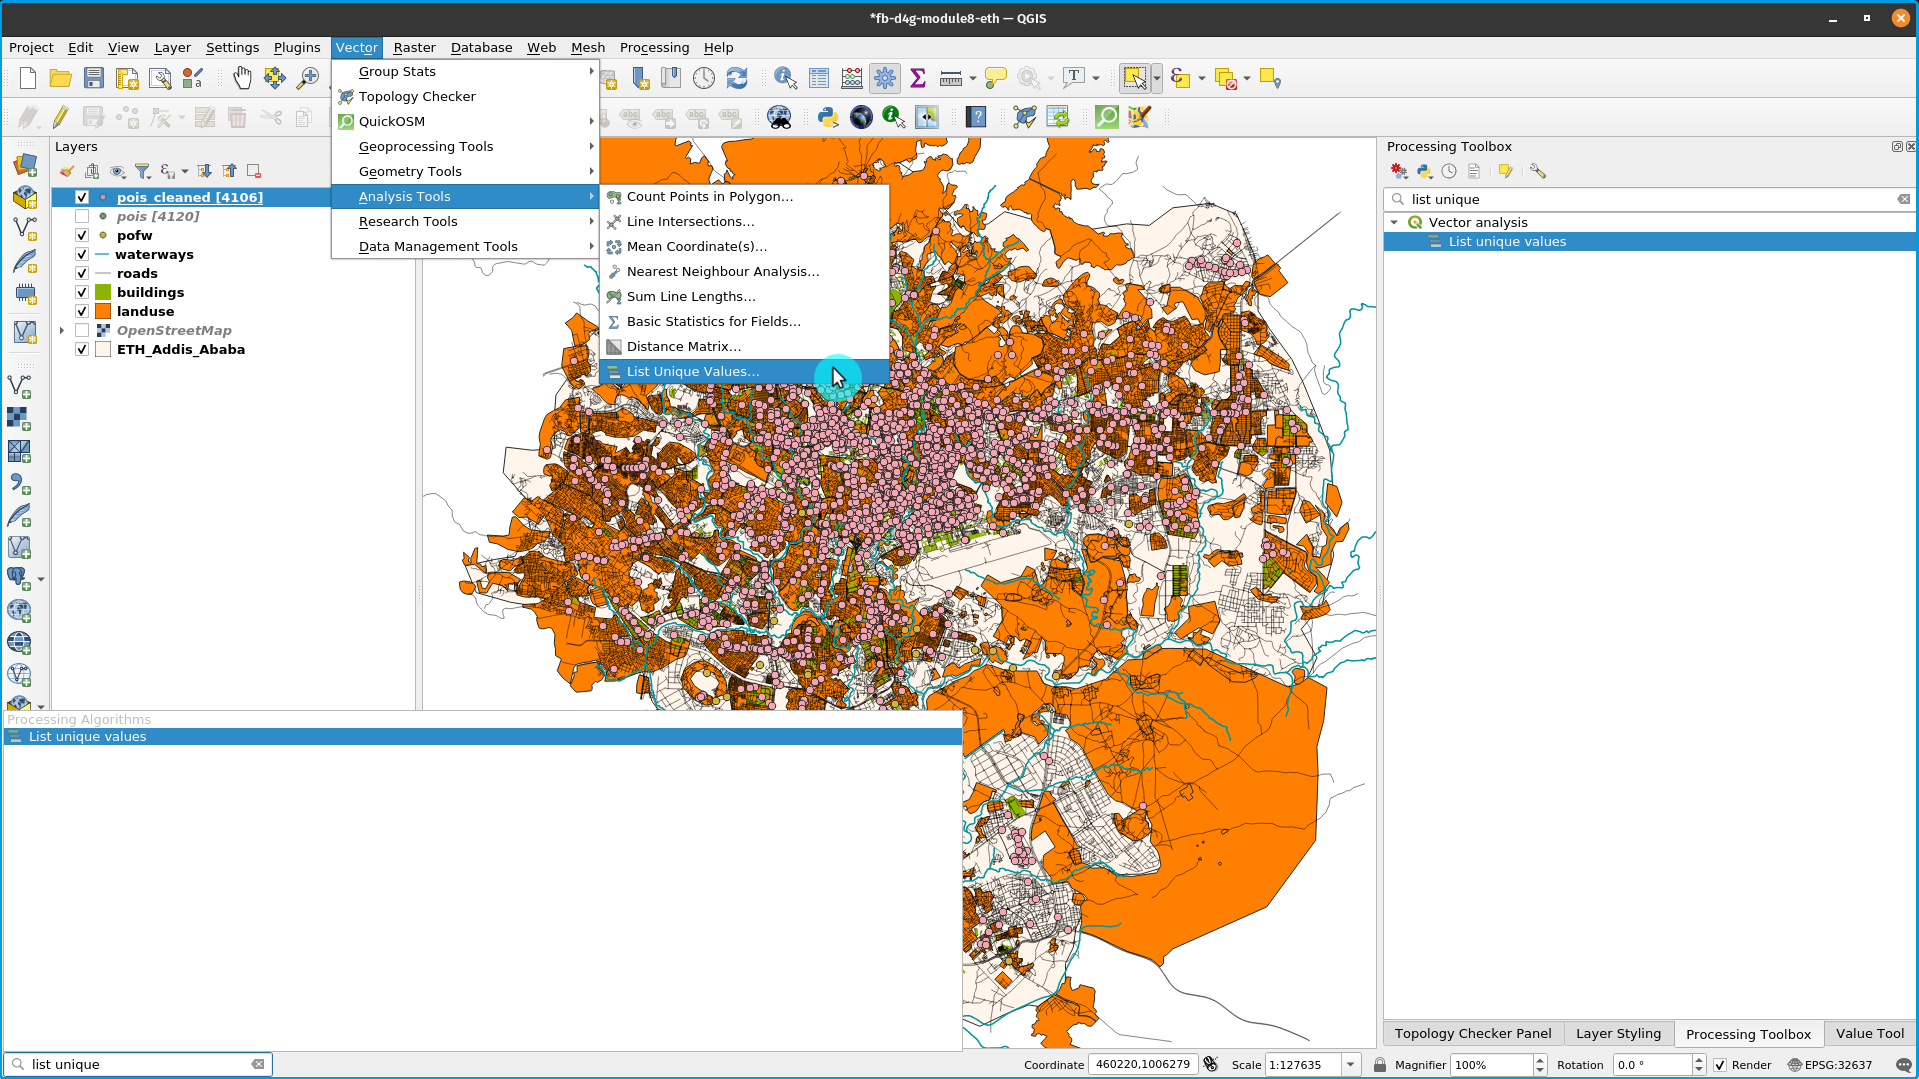 *fb-d4g-module8-eth — QGIS
Project Edit View Layer Settings Plugins Vector Raster Database Web Mesh Processing Help
Group Stats
Topology Checker
QuickOSM
Geoprocessing Tools
Geometry Tools
Analysis Tools
Research Tools
Data Management Tools
Count Points in Polygon...
Line Intersections...
Mean Coordinate(s)...
Nearest Neighbour Analysis...
Sum Line Lengths...
Basic Statistics for Fields...
Distance Matrix...
List Unique Values...
Layers
pois_cleaned [4106]
pois [4120]
pofw
waterways
roads
buildings
landuse
OpenStreetMap
ETH_Addis_Ababa
Processing Toolbox
list unique
Vector analysis
List unique values
Processing Algorithms
List unique values
Topology Checker Panel Layer Styling Processing Toolbox Value Tool
list unique
Coordinate 460220,1006279 Scale 1:127635 Magnifier 100% Rotation 0.0 ° Render EPSG:32637